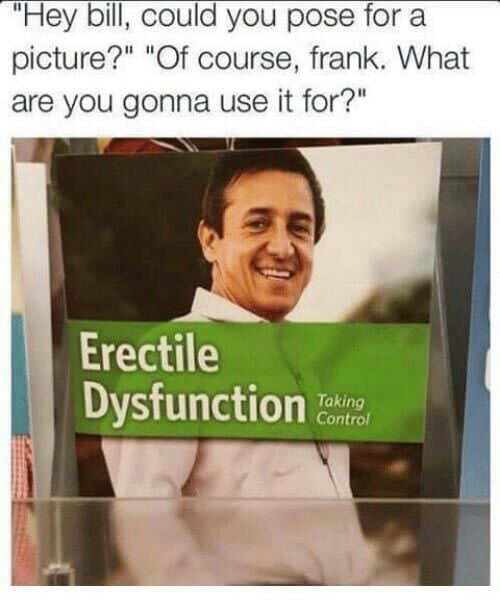 "Hey bill, could you pose for a
picture?" "Of course, frank. What
are you gonna use it for?"
Erectile
Dysfunction
Taking
Control